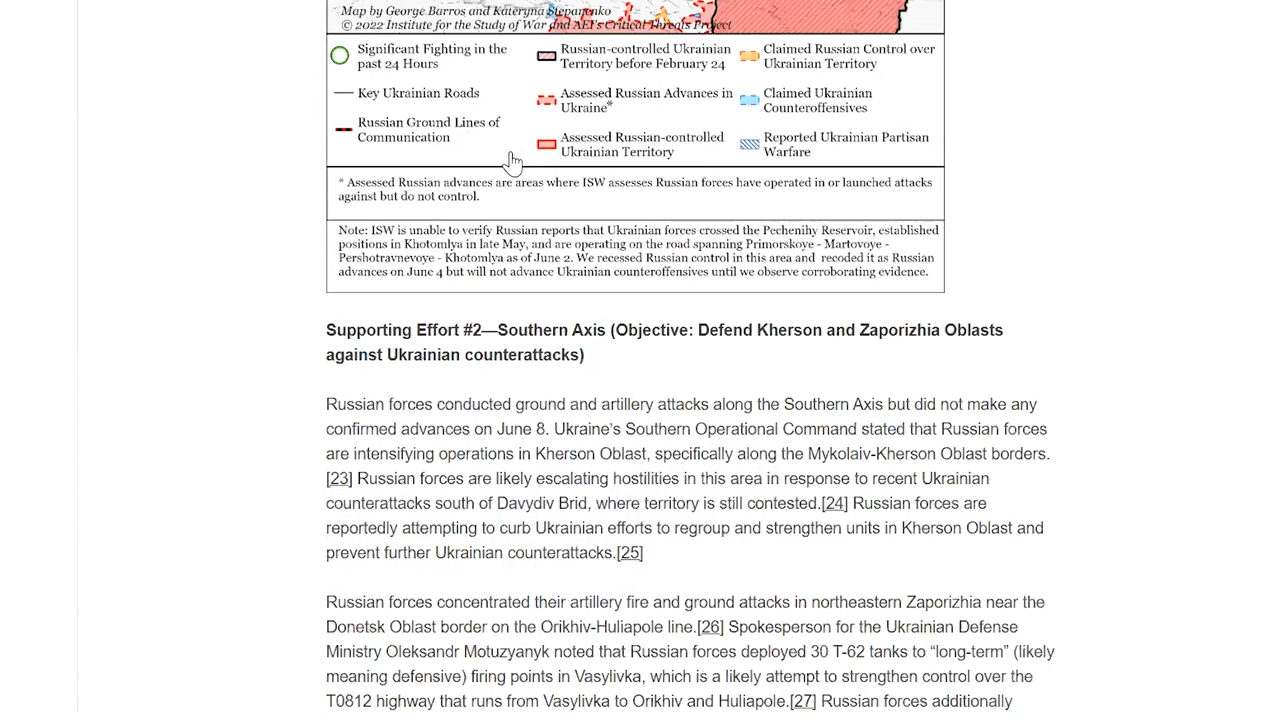 Map by George Barros and Kateryna Stepanenko
© 2022 Institute for the Study of War and AEI's Critical Threats Project
Significant Fighting in the
past 24 Hours
Key Ukrainian Roads
Russian Ground Lines of
Communication
Russian-controlled Ukrainian
Territory before February 24
Assessed Russian Advances in
Ukraine*
Assessed Russian-controlled
Ukrainian Territory
Claimed Russian Control over
Ukrainian Territory
Claimed Ukrainian
Counteroffensives
Reported Ukrainian Partisan
Warfare
* Assessed Russian advances are areas where ISW assesses Russian forces have operated in or launched attacks
against but do not control.
Note: ISW is unable to verify Russian reports that Ukrainian forces crossed the Pechenihy Reservoir, established
positions in Khotomlya in late May, and are operating on the road spanning Primorskoye - Martovoye -
Pershotravnevoye - Khotomlya as of June 2. We recessed Russian control in this area and recoded it as Russian
advances on June 4 but will not advance Ukrainian counteroffensives until we observe corroborating evidence.
Supporting Effort #2—Southern Axis (Objective: Defend Kherson and Zaporizhia Oblasts
against Ukrainian counterattacks)
Russian forces conducted ground and artillery attacks along the Southern Axis but did not make any
confirmed advances on June 8. Ukraine's Southern Operational Command stated that Russian forces
are intensifying operations in Kherson Oblast, specifically along the Mykolaiv-Kherson Oblast borders.
[23] Russian forces are likely escalating hostilities in this area in response to recent Ukrainian
counterattacks south of Davydiv Brid, where territory is still contested.[24] Russian forces are
reportedly attempting to curb Ukrainian efforts to regroup and strengthen units in Kherson Oblast and
prevent further Ukrainian counterattacks.[25]
Russian forces concentrated their artillery fire and ground attacks in northeastern Zaporizhia near the
Donetsk Oblast border on the Orikhiv-Huliapole line.[26] Spokesperson for the Ukrainian Defense
Ministry Oleksandr Motuzyanyk noted that Russian forces deployed 30 T-62 tanks to “long-term” (likely
meaning defensive) firing points in Vasylivka, which is a likely attempt to strengthen control over the
T0812 highway that runs from Vasylivka to Orikhiv and Huliapole.[27] Russian forces additionally